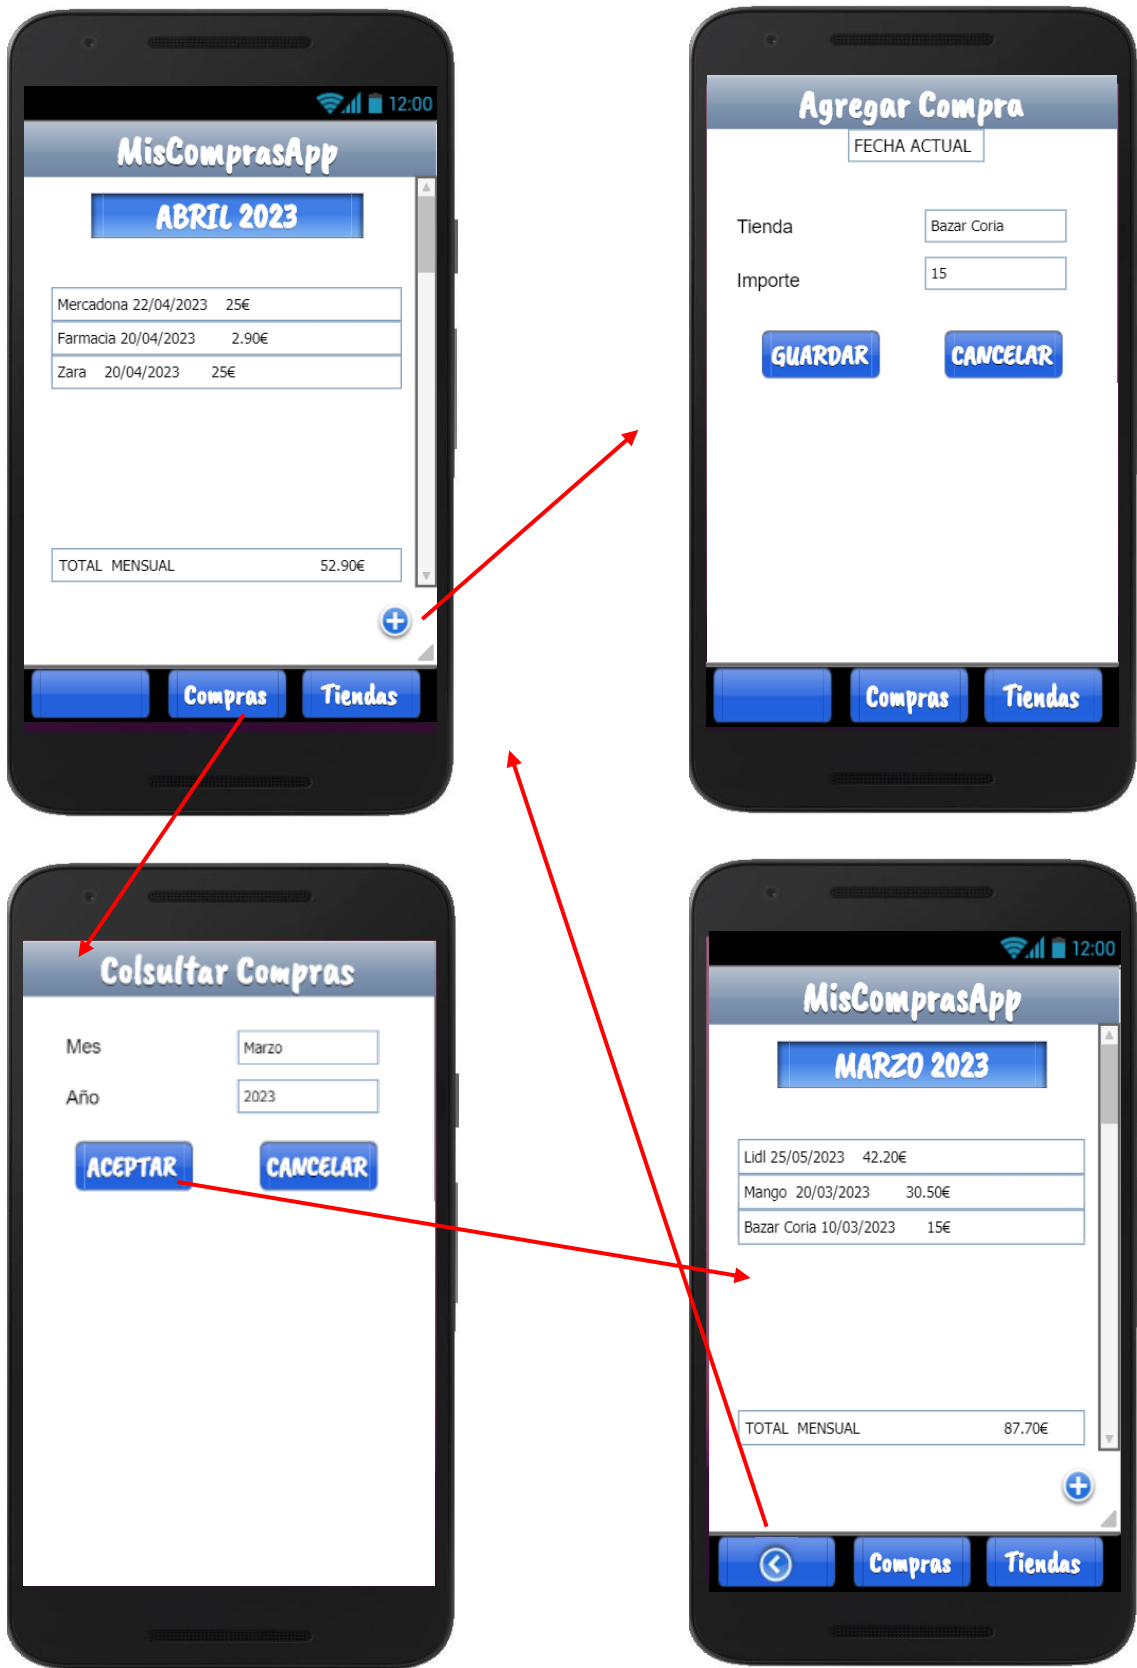 12:00
MisComprasApp
ABRIL 2023
Mercadona 22/04/2023 25€
Farmacia 20/04/2023 2.90€
Zara 20/04/2023 25€
TOTAL MENSUAL 52.90€
Compras Tiendas
Agregar Compra
FECHA ACTUAL
Tienda Bazar Coria
Importe 15
GUARDAR CANCELAR
Compras Tiendas
Colsultar Compras
Mes Marzo
Año 2023
ACEPTAR CANCELAR
12:00
MisComprasApp
MARZO 2023
Lidl 25/05/2023 42.20€
Mango 20/03/2023 30.50€
Bazar Coria 10/03/2023 15€
TOTAL MENSUAL 87.70€
Compras Tiendas